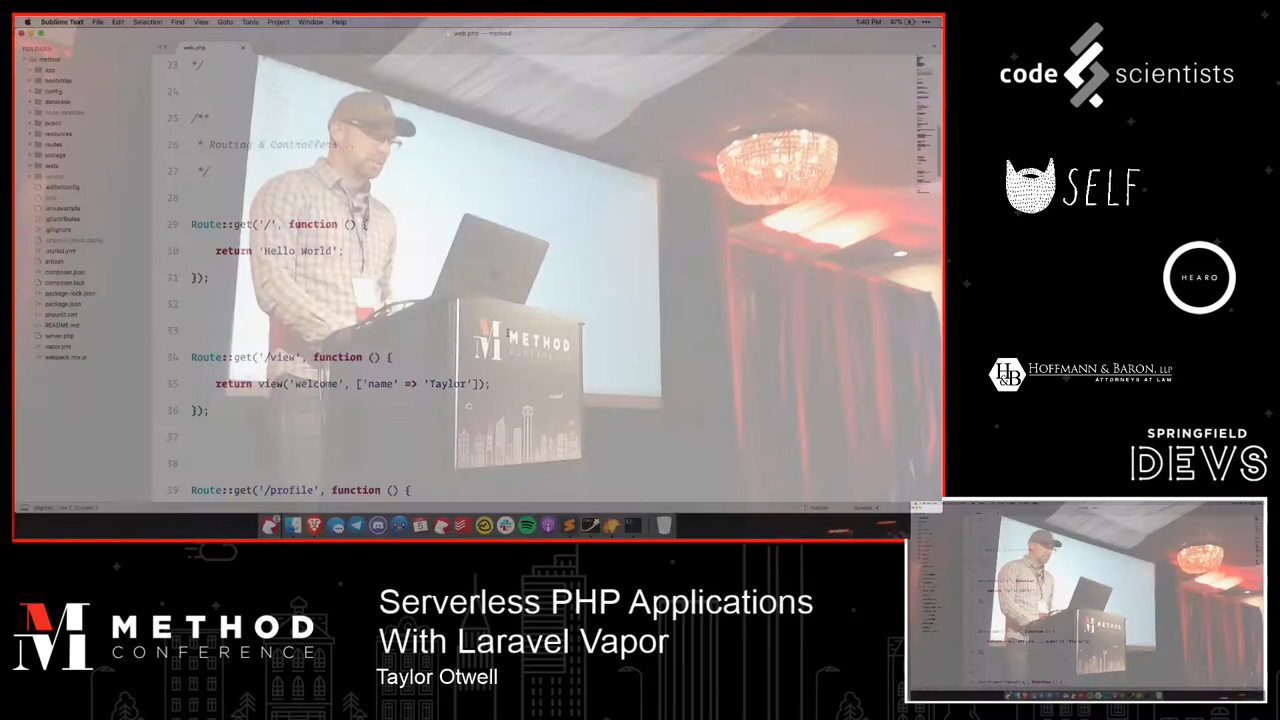 Sublime Text File Edit Selection Find View Goto Tools Project Window Help
1:40 PM 87%
web.php — method
FOLDERS
method
app
bootstrap
config
database
node_modules
public
resources
routes
storage
tests
vendor
.editorconfig
.env
.env.example
.gitattributes
.gitignore
.styleci.yml
artisan
composer.json
composer.lock
package-lock.json
package.json
phpunit.xml
README.md
server.php
vapor.yml
webpack.mix.js
web.php
23 */
24
25 /**
26 * Routing & Controllers...
27 */
28
29 Route::get('/', function () {
30 return 'Hello World';
31 });
32
33
34 Route::get('/view', function () {
35 return view('welcome', ['name' => 'Taylor']);
36 });
37
38
39 Route::get('/profile', function () {
METHOD
CONFERENCE
code scientists
SELF
HEARO
H&B HOFFMANN & BARON, LLP
ATTORNEYS AT LAW
SPRINGFIELD
DEVS
METHOD
M METHOD
CONFERENCE
Serverless PHP Applications
With Laravel Vapor
Taylor Otwell